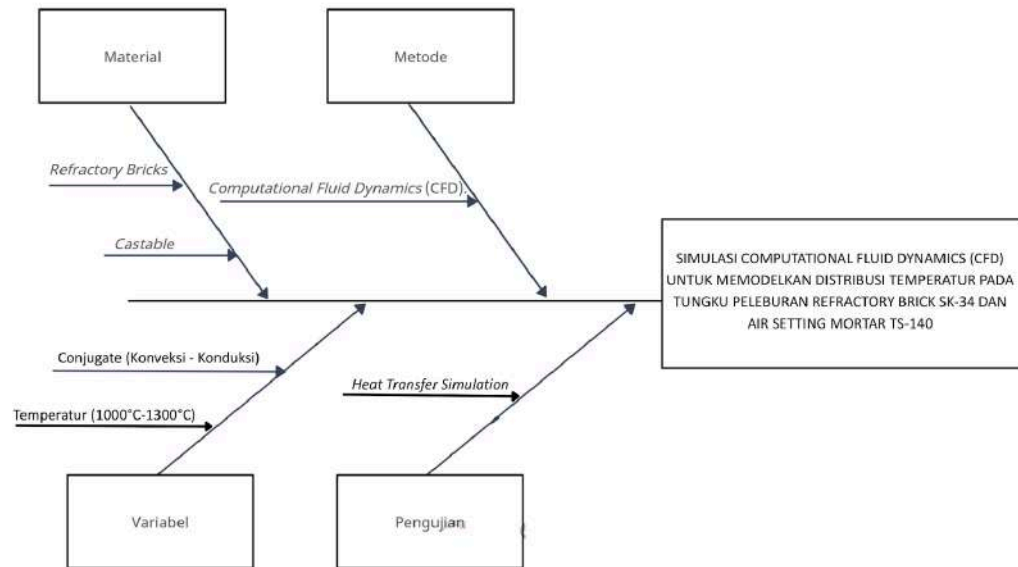 Material
Metode
Refractory Bricks
Computational Fluid Dynamics (CFD).
Castable
SIMULASI COMPUTATIONAL FLUID DYNAMICS (CFD)
UNTUK MEMODELKAN DISTRIBUSI TEMPERATUR PADA
TUNGKU PELEBURAN REFRACTORY BRICK SK-34 DAN
AIR SETTING MORTAR TS-140
Conjugate (Konveksi - Konduksi)
Heat Transfer Simulation
Temperatur (1000°C-1300°C)
Variabel
Pengujian